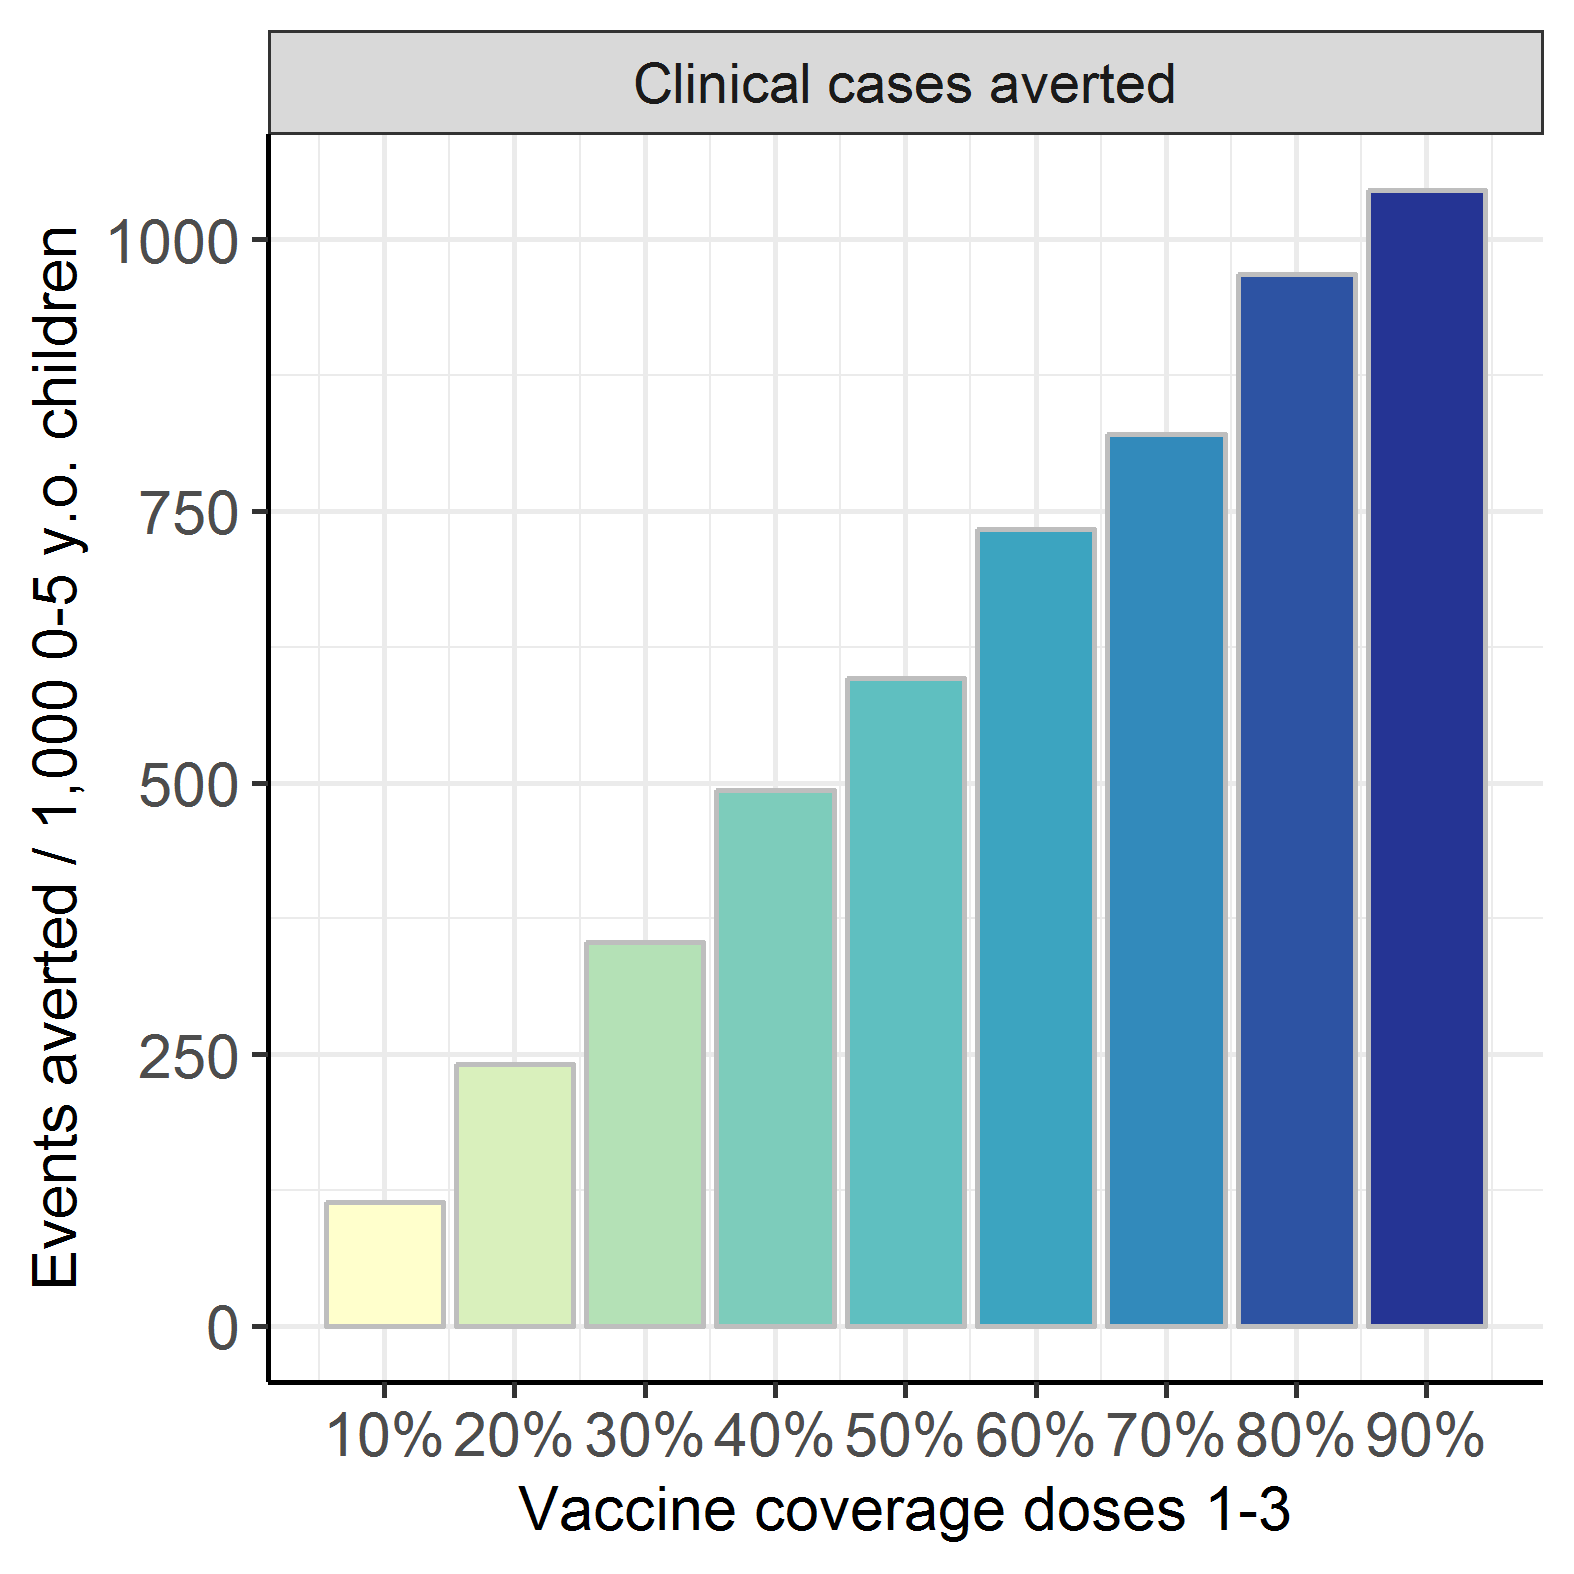 Clinical cases averted
Events averted / 1,000 0-5 y.o. children
1000
750
500
250
0
10% 20% 30% 40% 50% 60% 70% 80% 90%
Vaccine coverage doses 1-3